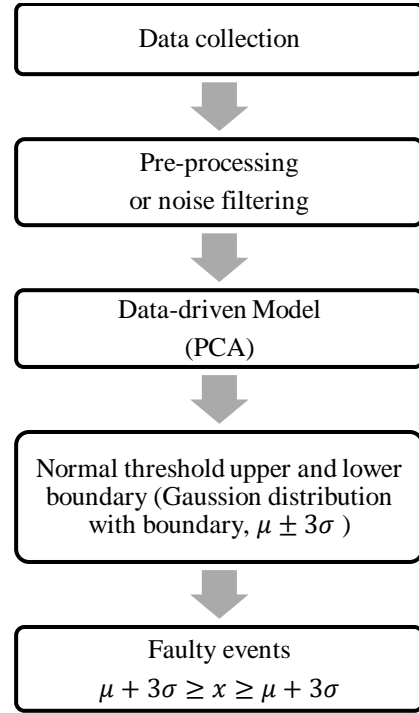 Data collection
Pre-processing
or noise filtering
Data-driven Model
(PCA)
Normal threshold upper and lower
boundary (Gaussion distribution
with boundary, 𝜇 ± 3𝜎 )
Faulty events
𝜇 + 3𝜎 ≥ 𝑥 ≥ 𝜇 + 3𝜎